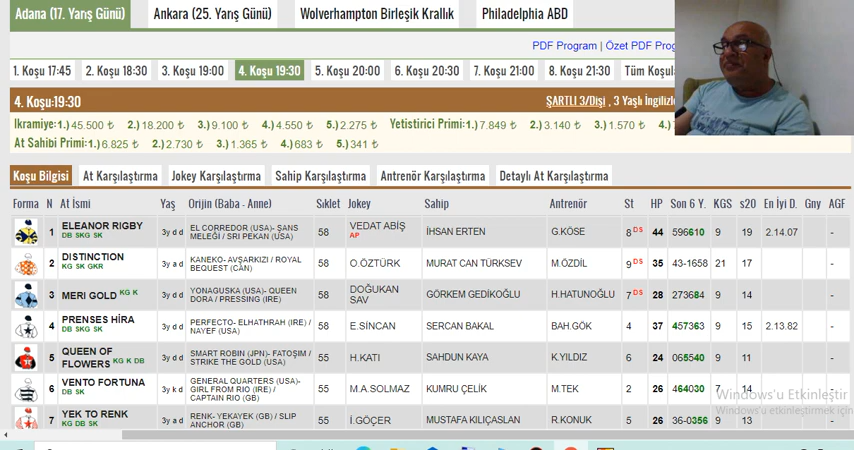 Adana (17. Yarış Günü) Ankara (25. Yarış Günü) Wolverhampton Birleşik Krallık Philadelphia ABD
PDF Program | Özet PDF Prog
1. Koşu 17:45 2. Koşu 18:30 3. Koşu 19:00 4. Koşu 19:30 5. Koşu 20:00 6. Koşu 20:30 7. Koşu 21:00 8. Koşu 21:30 Tüm Koşula
4. Koşu:19:30 ŞARTLI 3/Dişi , 3 Yaşlı İngilizle
Ikramiye: 1.) 45.500 ₺ 2.) 18.200 ₺ 3.) 9.100 ₺ 4.) 4.550 ₺ 5.) 2.275 ₺ Yetistirici Primi: 1.) 7.849 ₺ 2.) 3.140 ₺ 3.) 1.570 ₺ 4.)
At Sahibi Primi: 1.) 6.825 ₺ 2.) 2.730 ₺ 3.) 1.365 ₺ 4.) 683 ₺ 5.) 341 ₺
Koşu Bilgisi At Karşılaştırma Jokey Karşılaştırma Sahip Karşılaştırma Antrenör Karşılaştırma Detaylı At Karşılaştırma
Forma N At İsmi Yaş Orijin (Baba - Anne) Sıklet Jokey Sahip Antrenör St HP Son 6 Y. KGS s20 En İyi D. Gny AGF
1 ELEANOR RIGBY DB SKG SK 3y d d EL CORREDOR (USA)- ŞANS MELEĞİ / SRI PEKAN (USA) 58 VEDAT ABİŞ AP İHSAN ERTEN G.KÖSE 8 DS 44 596610 9 19 2.14.07 -
2 DISTINCTION KG SK GKR 3y a d KANEKO- AVŞARKIZI / ROYAL BEQUEST (CAN) 58 O.ÖZTÜRK MURAT CAN TÜRKSEV M.ÖZDİL 9 DS 35 43-1658 21 17 -
3 MERI GOLD KG K 3y d d YONAGUSKA (USA)- QUEEN DORA / PRESSING (IRE) 58 DOĞUKAN SAV GÖRKEM GEDİKOĞLU H.HATUNOĞLU 7 DS 28 273684 9 14 -
4 PRENSES HİRA DB SKG SK 3y d d PERFECTO- ELHATHRAH (IRE) / NAYEF (USA) 58 E.SİNCAN SERCAN BAKAL BAH.GÖK 4 37 457363 9 15 2.13.82 -
5 QUEEN OF FLOWERS KG K DB 3y d d SMART ROBIN (JPN)- FATOŞIM / STRIKE THE GOLD (USA) 55 H.KATI SAHDUN KAYA K.YILDIZ 6 24 065540 9 11 -
6 VENTO FORTUNA DB SK 3y k d GENERAL QUARTERS (USA)- GIRL FROM RIO (IRE) / CAPTAIN RIO (GB) 55 M.A.SOLMAZ KUMRU ÇELİK M.TEK 2 26 464030 7 14 -
7 YEK TO RENK KG DB SK 3y a d RENK- YEKAYEK (GB) / SLIP ANCHOR (GB) 55 İ.GÖÇER MUSTAFA KILIÇASLAN R.KONUK 5 26 36-0356 9 13 -
Windows'u Etkinleştir
Windows'u etkinleştirmek için